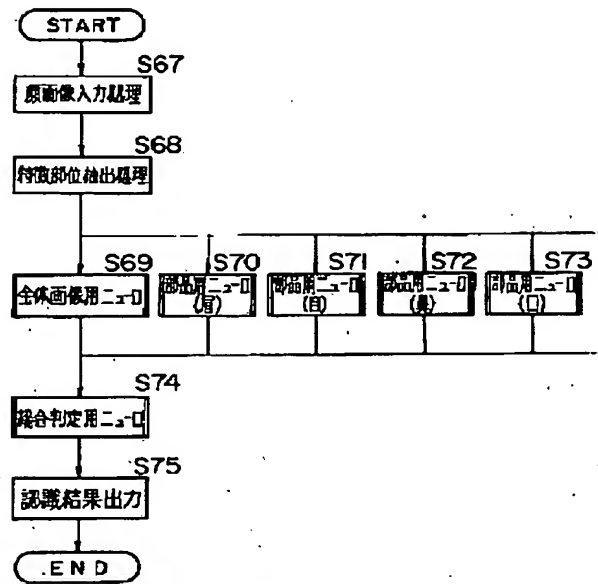 START
S67
原画像入力処理
S68
特徴部位抽出処理
S69
全体画像用ニューロ
S70
部品用ニューロ
(眉)
S71
部品用ニューロ
(目)
S72
部品用ニューロ
(鼻)
S73
部品用ニューロ
(口)
S74
総合判定用ニューロ
S75
認識結果出力
END